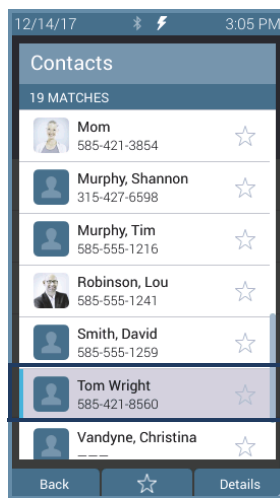 12/14/17 3:05 PM
Contacts
19 MATCHES
Mom
585-421-3854
Murphy, Shannon
315-427-6598
Murphy, Tim
585-555-1216
Robinson, Lou
585-555-1241
Smith, David
585-555-1259
Tom Wright
585-421-8560
Vandyne, Christina
———
Back Details